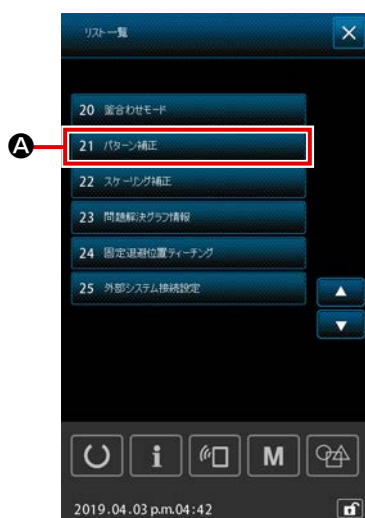 リスト一覧
20 釜合わせモード
A
21 パターン補正
22 スケーリング補正
23 問題解決グラフ情報
24 固定退避位置ティーチング
25 外部システム接続設定
M
2019.04.03 p.m.04:42